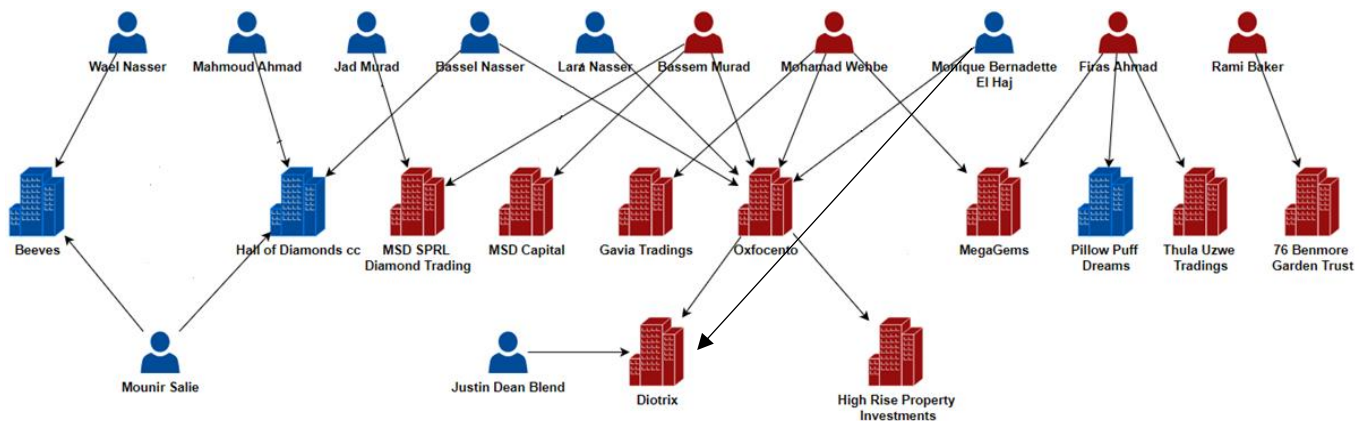 Wael Nasser
Mahmoud Ahmad
Jad Murad
Bassel Nasser
Lara Nasser
Bassem Murad
Mohamad Wehbe
Monique Bernadette
El Haj
Firas Ahmad
Rami Baker
Beeves
Hall of Diamonds cc
MSD SPRL
Diamond Trading
MSD Capital
Gavia Tradings
Oxfocento
MegaGems
Pillow Puff
Dreams
Thula Uzwe
Tradings
76 Benmore
Garden Trust
Mounir Salie
Justin Dean Blend
Diotrix
High Rise Property
Investments